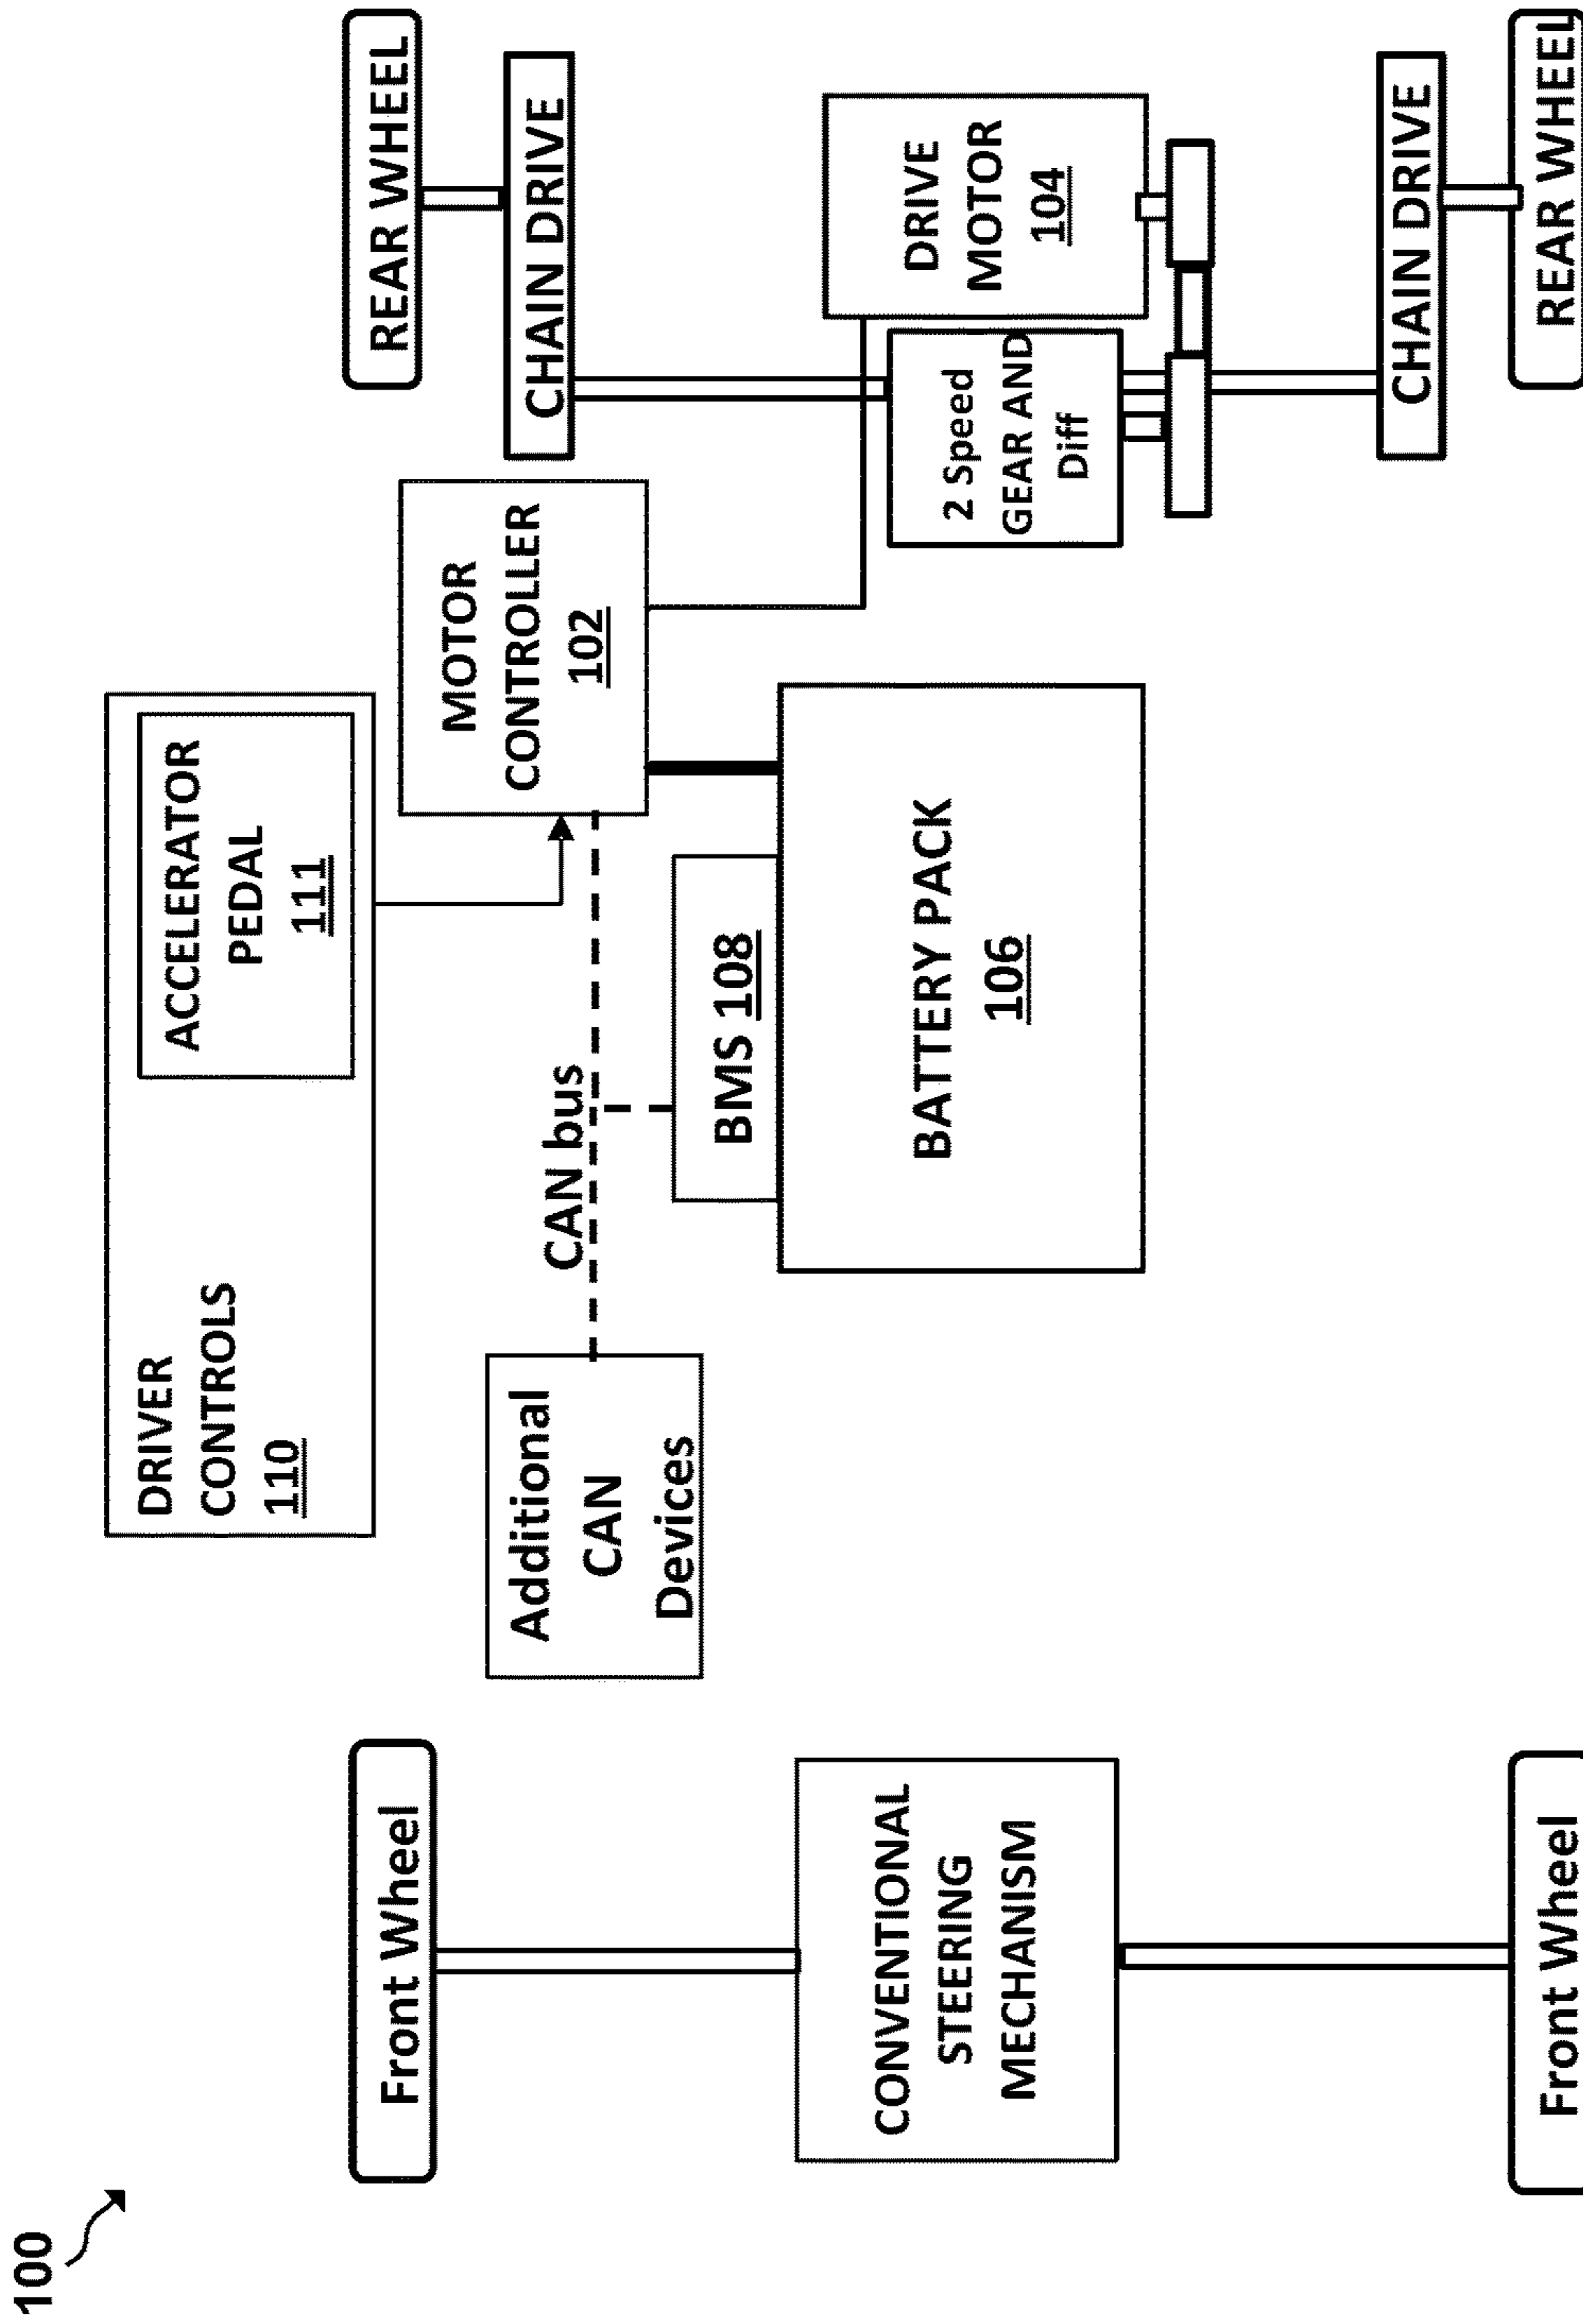 100
DRIVER
CONTROLS
110
ACCELERATOR
PEDAL
111
Front Wheel
REAR WHEEL
Additional
CAN
Devices
CAN bus
MOTOR
CONTROLLER
102
CHAIN DRIVE
BMS 108
BATTERY PACK
106
CONVENTIONAL
STEERING
MECHANISM
2 Speed
GEAR AND
Diff
DRIVE
MOTOR
104
CHAIN DRIVE
Front Wheel
REAR WHEEL